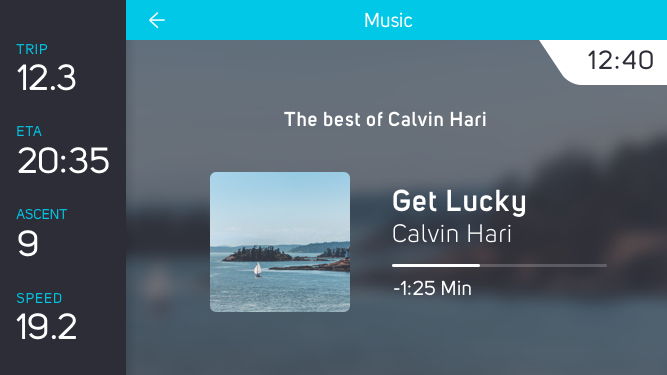 Music
12:40
TRIP
12.3
ETA
20:35
ASCENT
9
SPEED
19.2
The best of Calvin Hari
Get Lucky
Calvin Hari
-1:25 Min